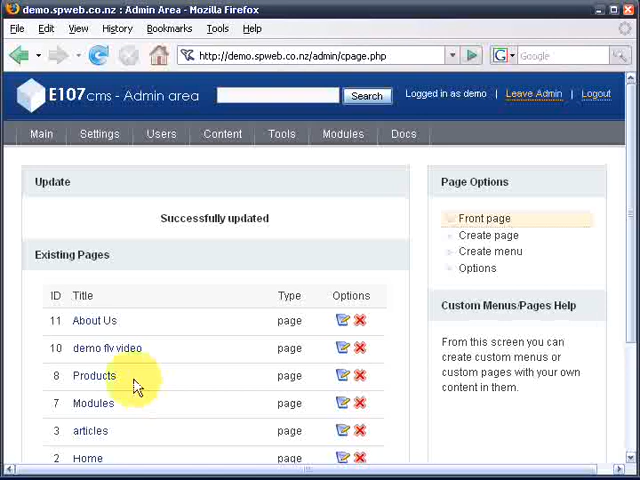 demo.spweb.co.nz : Admin Area - Mozilla Firefox
File Edit View History Bookmarks Tools Help
http://demo.spweb.co.nz/admin/cpage.php
Google
E107cms - Admin area
Search
Logged in as demo
Leave Admin
Logout
Main Settings Users Content Tools Modules Docs
Update
Successfully updated
Existing Pages
ID Title Type Options
11 About Us page
10 demo flv video page
8 Products page
7 Modules page
3 articles page
2 Home page
Page Options
Front page
Create page
Create menu
Options
Custom Menus/Pages Help
From this screen you can
create custom menus or
custom pages with your own
content in them.